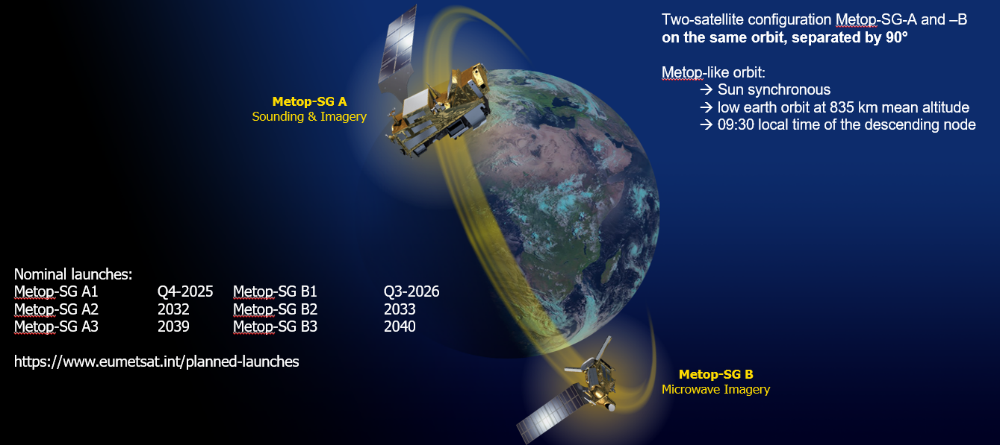 Two-satellite configuration Metop-SG-A and –B
on the same orbit, separated by 90°
Metop-like orbit:
→ Sun synchronous
→ low earth orbit at 835 km mean altitude
→ 09:30 local time of the descending node
Metop-SG A
Sounding & Imagery
Nominal launches:
Metop-SG A1 Q4-2025 Metop-SG B1 Q3-2026
Metop-SG A2 2032 Metop-SG B2 2033
Metop-SG A3 2039 Metop-SG B3 2040
https://www.eumetsat.int/planned-launches
Metop-SG B
Microwave Imagery